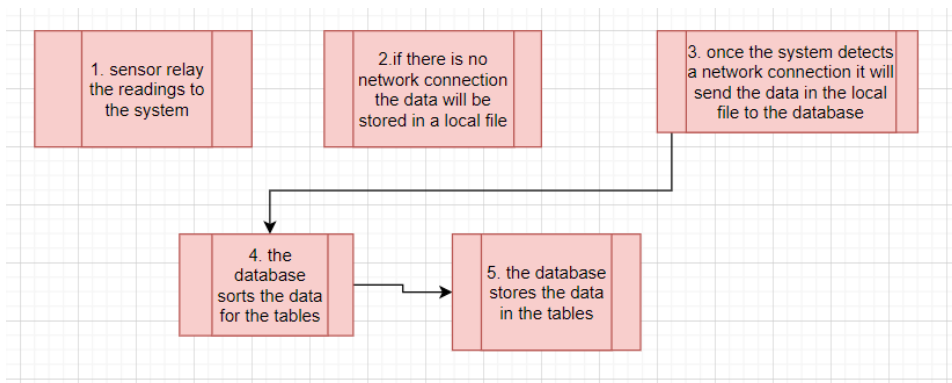 1. sensor relay
the readings to
the system
2.if there is no
network connection
the data will be
stored in a local file
3. once the system detects
a network connection it will
send the data in the local
file to the database
4. the
database
sorts the data
for the tables
5. the database
stores the data
in the tables